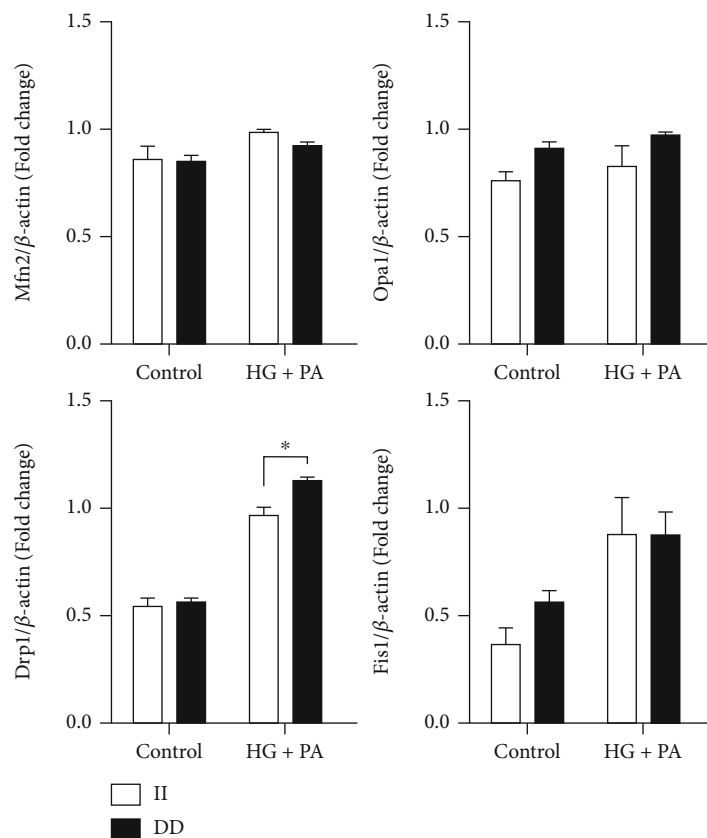 Mfn2/β-actin (Fold change)
1.5
1.0
0.5
0.0
Control HG + PA
Opa1/β-actin (Fold change)
1.5
1.0
0.5
0.0
Control HG + PA
Drp1/β-actin (Fold change)
1.5
1.0
0.5
0.0
*
Control HG + PA
Fis1/β-actin (Fold change)
1.5
1.0
0.5
0.0
Control HG + PA
II
DD